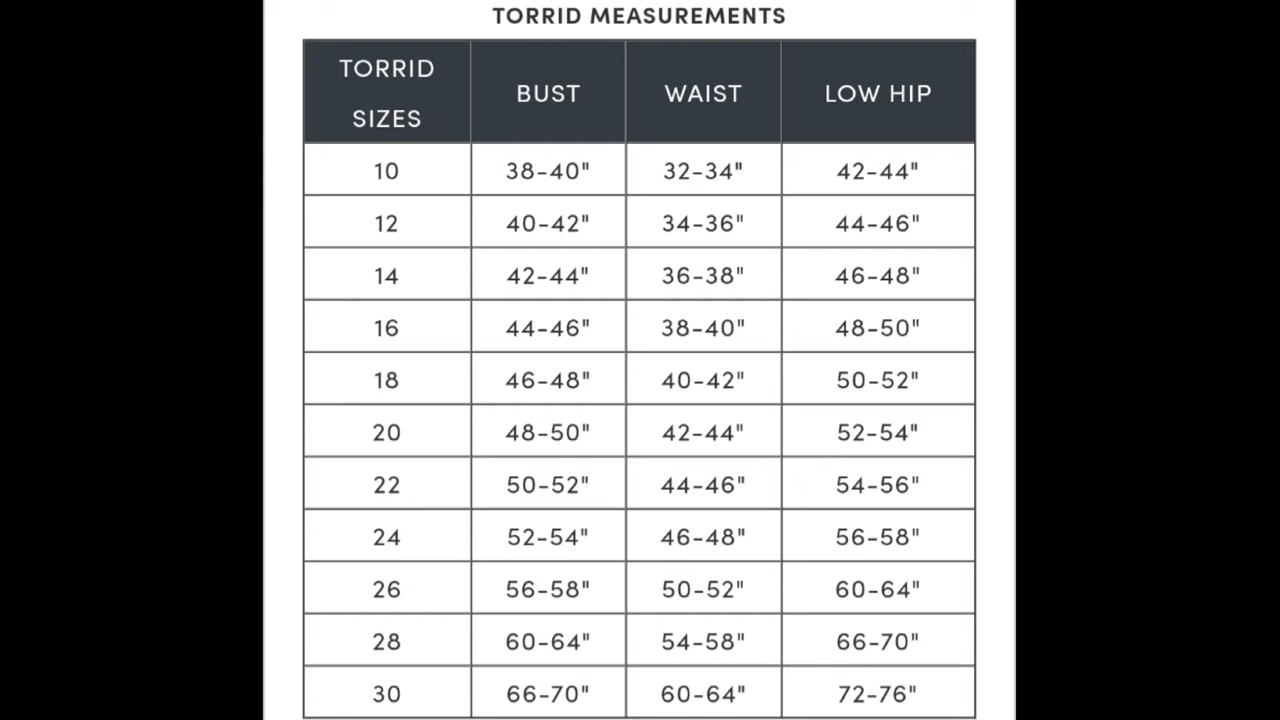 TORRID MEASUREMENTS
TORRID SIZES BUST WAIST LOW HIP
10 38-40" 32-34" 42-44"
12 40-42" 34-36" 44-46"
14 42-44" 36-38" 46-48"
16 44-46" 38-40" 48-50"
18 46-48" 40-42" 50-52"
20 48-50" 42-44" 52-54"
22 50-52" 44-46" 54-56"
24 52-54" 46-48" 56-58"
26 56-58" 50-52" 60-64"
28 60-64" 54-58" 66-70"
30 66-70" 60-64" 72-76"